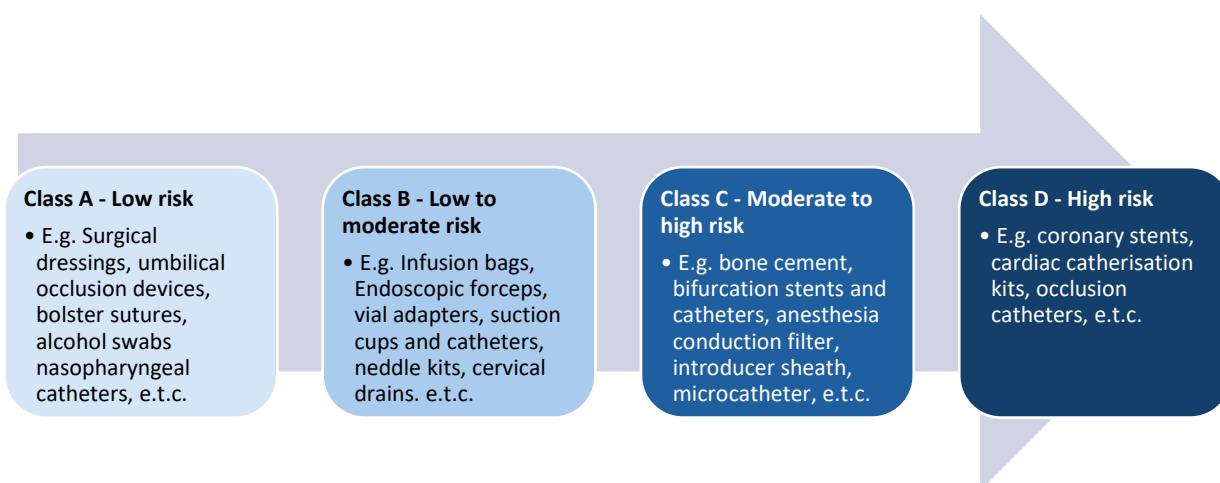 Class A - Low risk
• E.g. Surgical
dressings, umbilical
occlusion devices,
bolster sutures,
alcohol swabs
nasopharyngeal
catheters, e.t.c.
Class B - Low to
moderate risk
• E.g. Infusion bags,
Endoscopic forceps,
vial adapters, suction
cups and catheters,
neddle kits, cervical
drains. e.t.c.
Class C - Moderate to
high risk
• E.g. bone cement,
bifurcation stents and
catheters, anesthesia
conduction filter,
introducer sheath,
microcatheter, e.t.c.
Class D - High risk
• E.g. coronary stents,
cardiac catherisation
kits, occlusion
catheters, e.t.c.